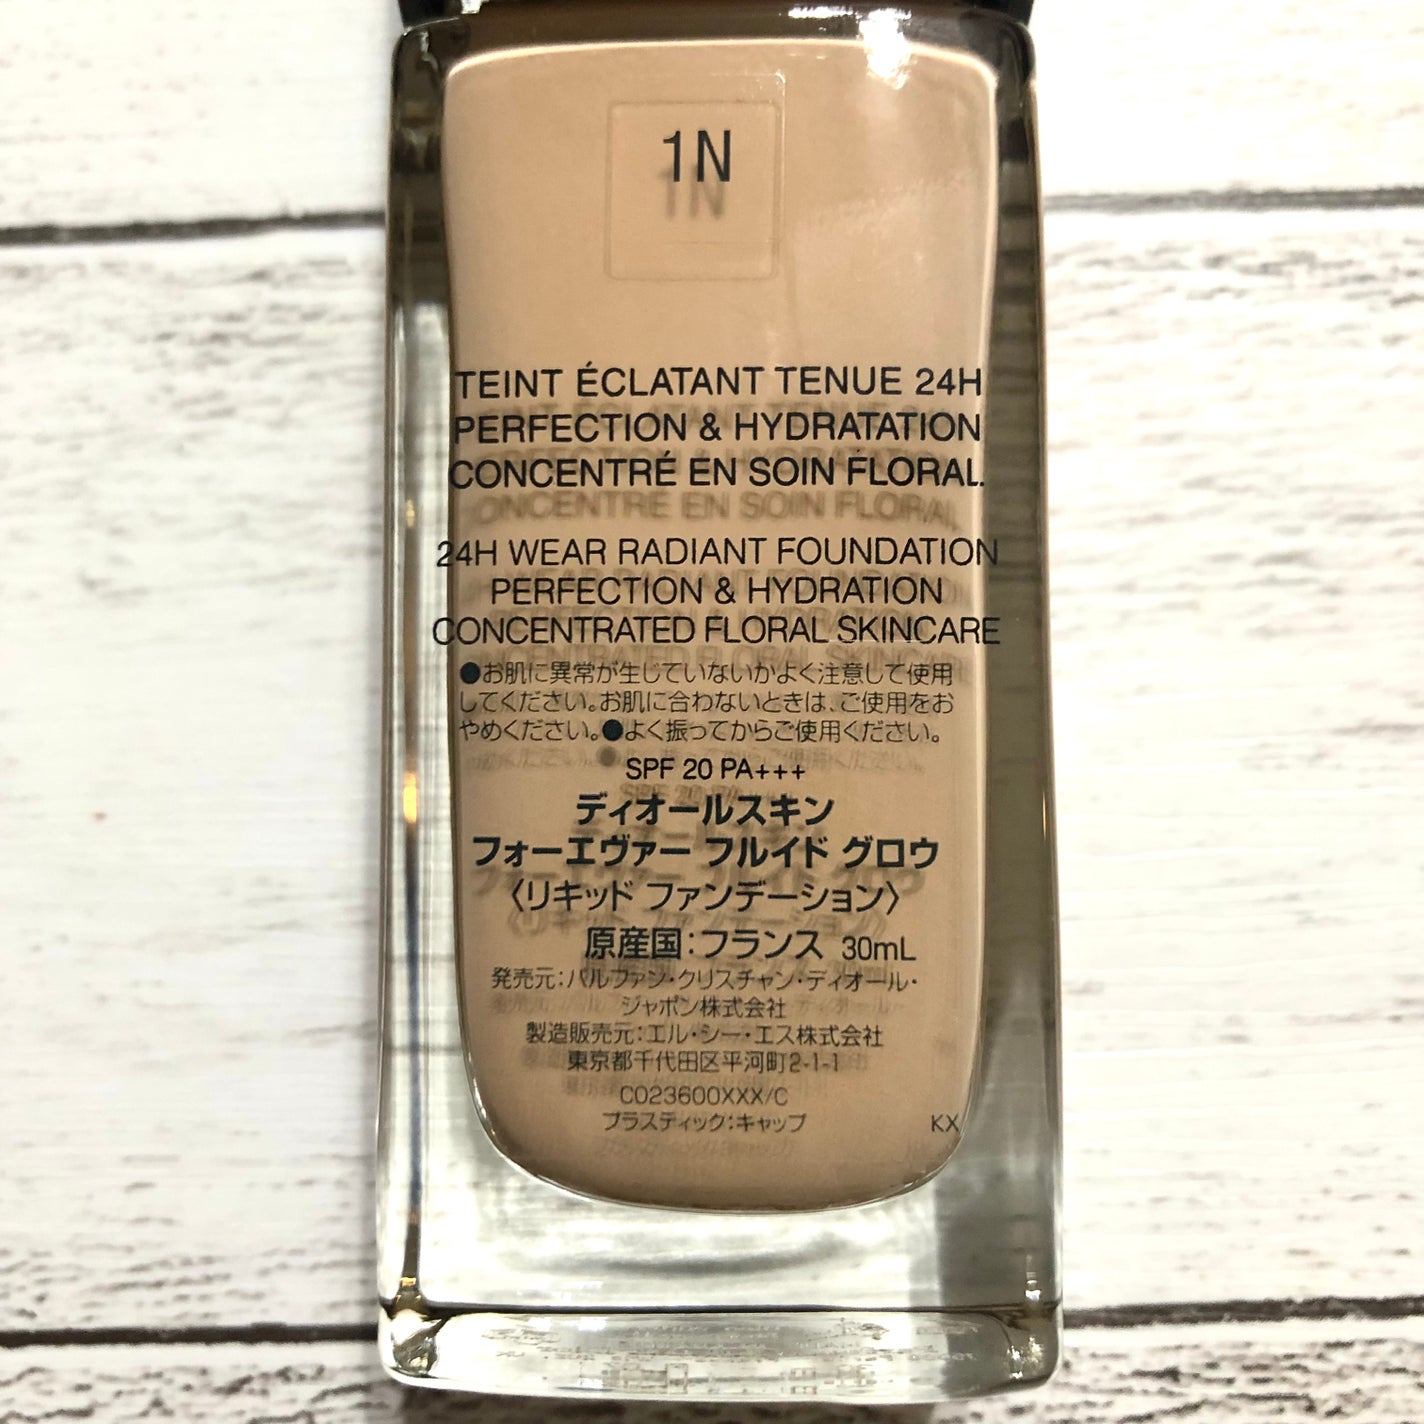 1N
TEINT ÉCLATANT TENUE 24H
PERFECTION & HYDRATATION
CONCENTRÉ EN SOIN FLORAL.
24H WEAR RADIANT FOUNDATION
PERFECTION & HYDRATION
CONCENTRATED FLORAL SKINCARE
●お肌に異常が生じていないかよく注意して使用
してください。お肌に合わないときは、ご使用をお
やめください。●よく振ってからご使用ください。
SPF 20 PA+++
ディオールスキン
フォーエヴァー フルイド グロウ
〈リキッド ファンデーション〉
原産国:フランス 30mL
発売元:パルファン・クリスチャン・ディオール・
ジャポン株式会社
製造販売元:エル・シー・エス株式会社
東京都千代田区平河町2-1-1
C023600XXX/C
プラスティック:キャップ
KX